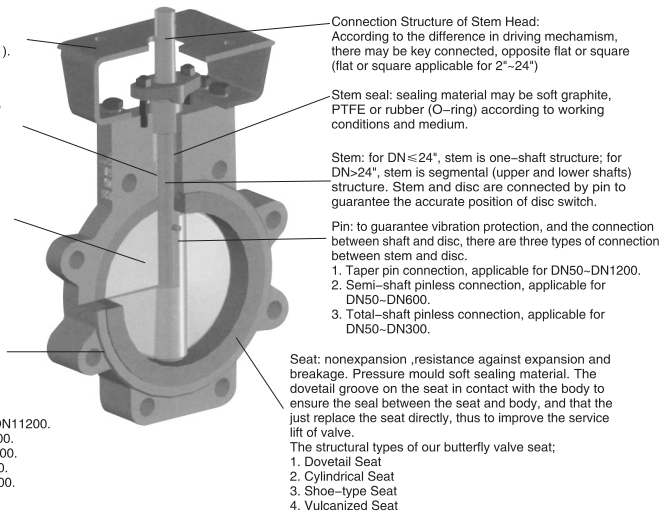 Connection Structure of Stem Head:
According to the difference in driving mechamism,
there may be key connected, opposite flat or square
(flat or square applicable for 2"~24")
).
Stem seal: sealing material may be soft graphite,
PTFE or rubber (O-ring) according to working
conditions and medium.
Stem: for DN≤24", stem is one-shaft structure; for
DN>24", stem is segmental (upper and lower shafts)
structure. Stem and disc are connected by pin to
guarantee the accurate position of disc switch.
Pin: to guarantee vibration protection, and the connection
between shaft and disc, there are three types of connection
between stem and disc.
1. Taper pin connection, applicable for DN50~DN1200.
2. Semi-shaft pinless connection, applicable for
DN50~DN600.
3. Total-shaft pinless connection, applicable for
DN50~DN300.
Seat: nonexpansion ,resistance against expansion and
breakage. Pressure mould soft sealing material. The
dovetail groove on the seat in contact with the body to
ensure the seal between the seat and body, and that the
just replace the seat directly, thus to improve the service
lift of valve.
The structural types of our butterfly valve seat;
1. Dovetail Seat
2. Cylindrical Seat
3. Shoe-type Seat
4. Vulcanized Seat
DN11200.
00.
00.
0.
00.